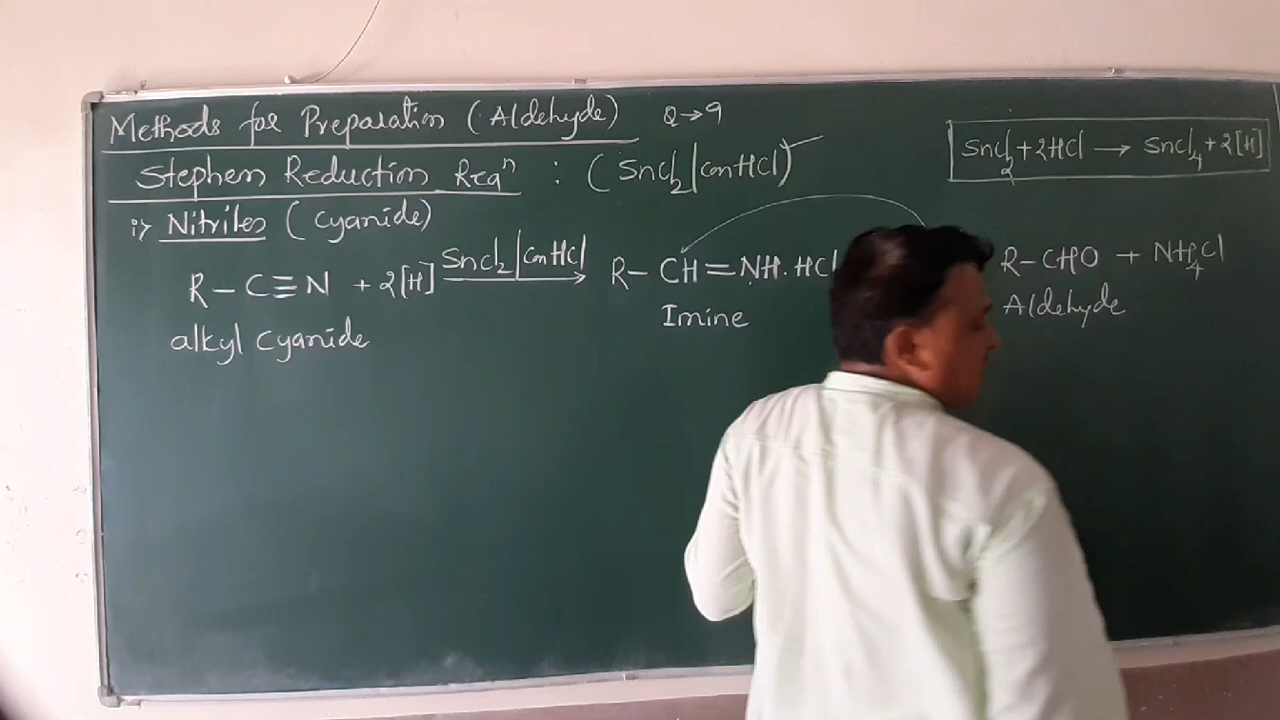 Methods for Preparation (Aldehyde) Q→9
SnCl₂+2HCl → SnCl₄+2[H]
Stephen Reduction Reaⁿ : (SnCl₂|ConHCl)
i> Nitriles (Cyanide)
R–C≡N +2[H] SnCl₂|ConHCl → R–CH=NH.HCl R–CHO + NH₄Cl
alkyl cyanide Imine Aldehyde